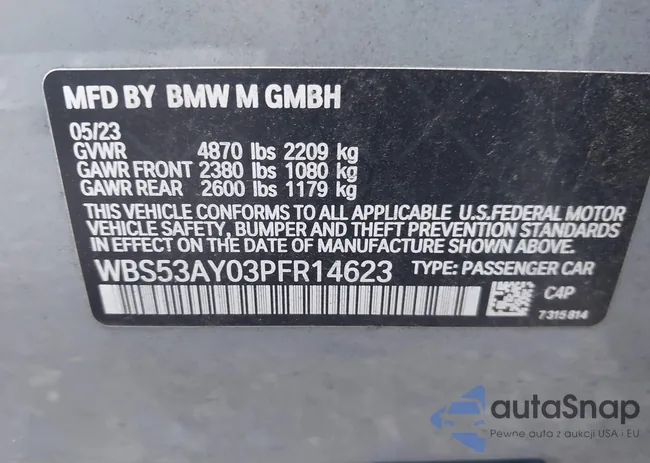 MFD BY BMW M GMBH
05/23
GVWR 4870 lbs 2209 kg
GAWR FRONT 2380 lbs 1080 kg
GAWR REAR 2600 lbs 1179 kg
THIS VEHICLE CONFORMS TO ALL APPLICABLE U.S.FEDERAL MOTOR
VEHICLE SAFETY, BUMPER AND THEFT PREVENTION STANDARDS
IN EFFECT ON THE DATE OF MANUFACTURE SHOWN ABOVE.
WBS53AY03PFR14623 TYPE: PASSENGER CAR
C4P
7315814
autaSnap
Pewne auta z aukcji USA i EU